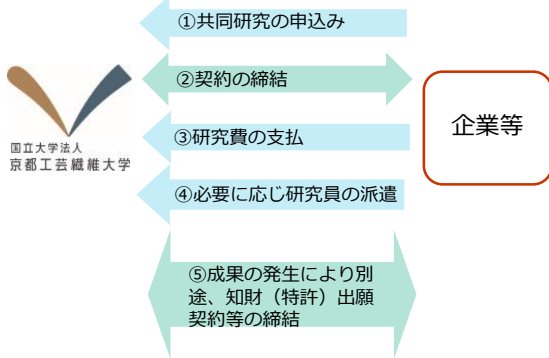 ①共同研究の申込み
②契約の締結
国立大学法人
京都工芸繊維大学
企業等
③研究費の支払
④必要に応じ研究員の派遣
⑤成果の発生により別
途、知財（特許）出願
契約等の締結